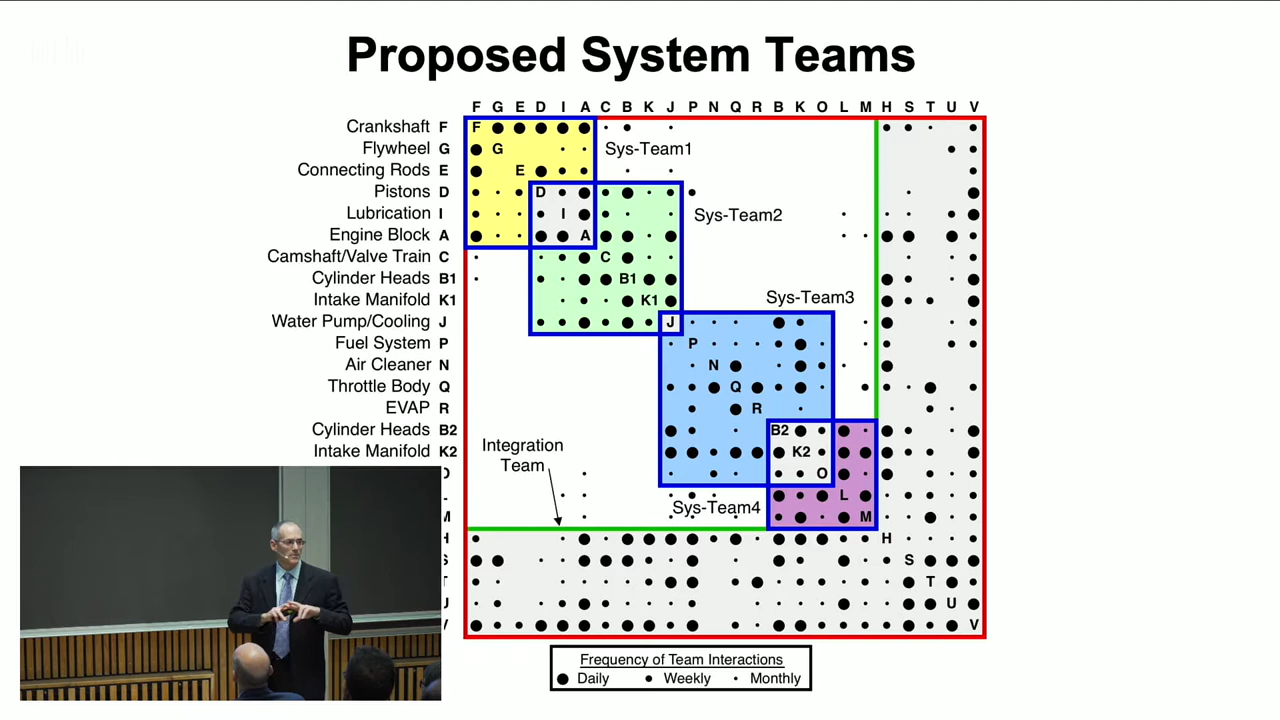 Proposed System Teams
F G E D I A C B K J P N Q R B K O L M H S T U V
Crankshaft F F
Flywheel G G Sys-Team1
Connecting Rods E E
Pistons D D
Lubrication I I Sys-Team2
Engine Block A A
Camshaft/Valve Train C C
Cylinder Heads B1 B1
Intake Manifold K1 K1 Sys-Team3
Water Pump/Cooling J J
Fuel System P P
Air Cleaner N N
Throttle Body Q Q
EVAP R R
Cylinder Heads B2 B2
Intake Manifold K2 K2
Integration
Team
O
L
Sys-Team4
M
H
S
T
U
V
Frequency of Team Interactions
Daily Weekly Monthly